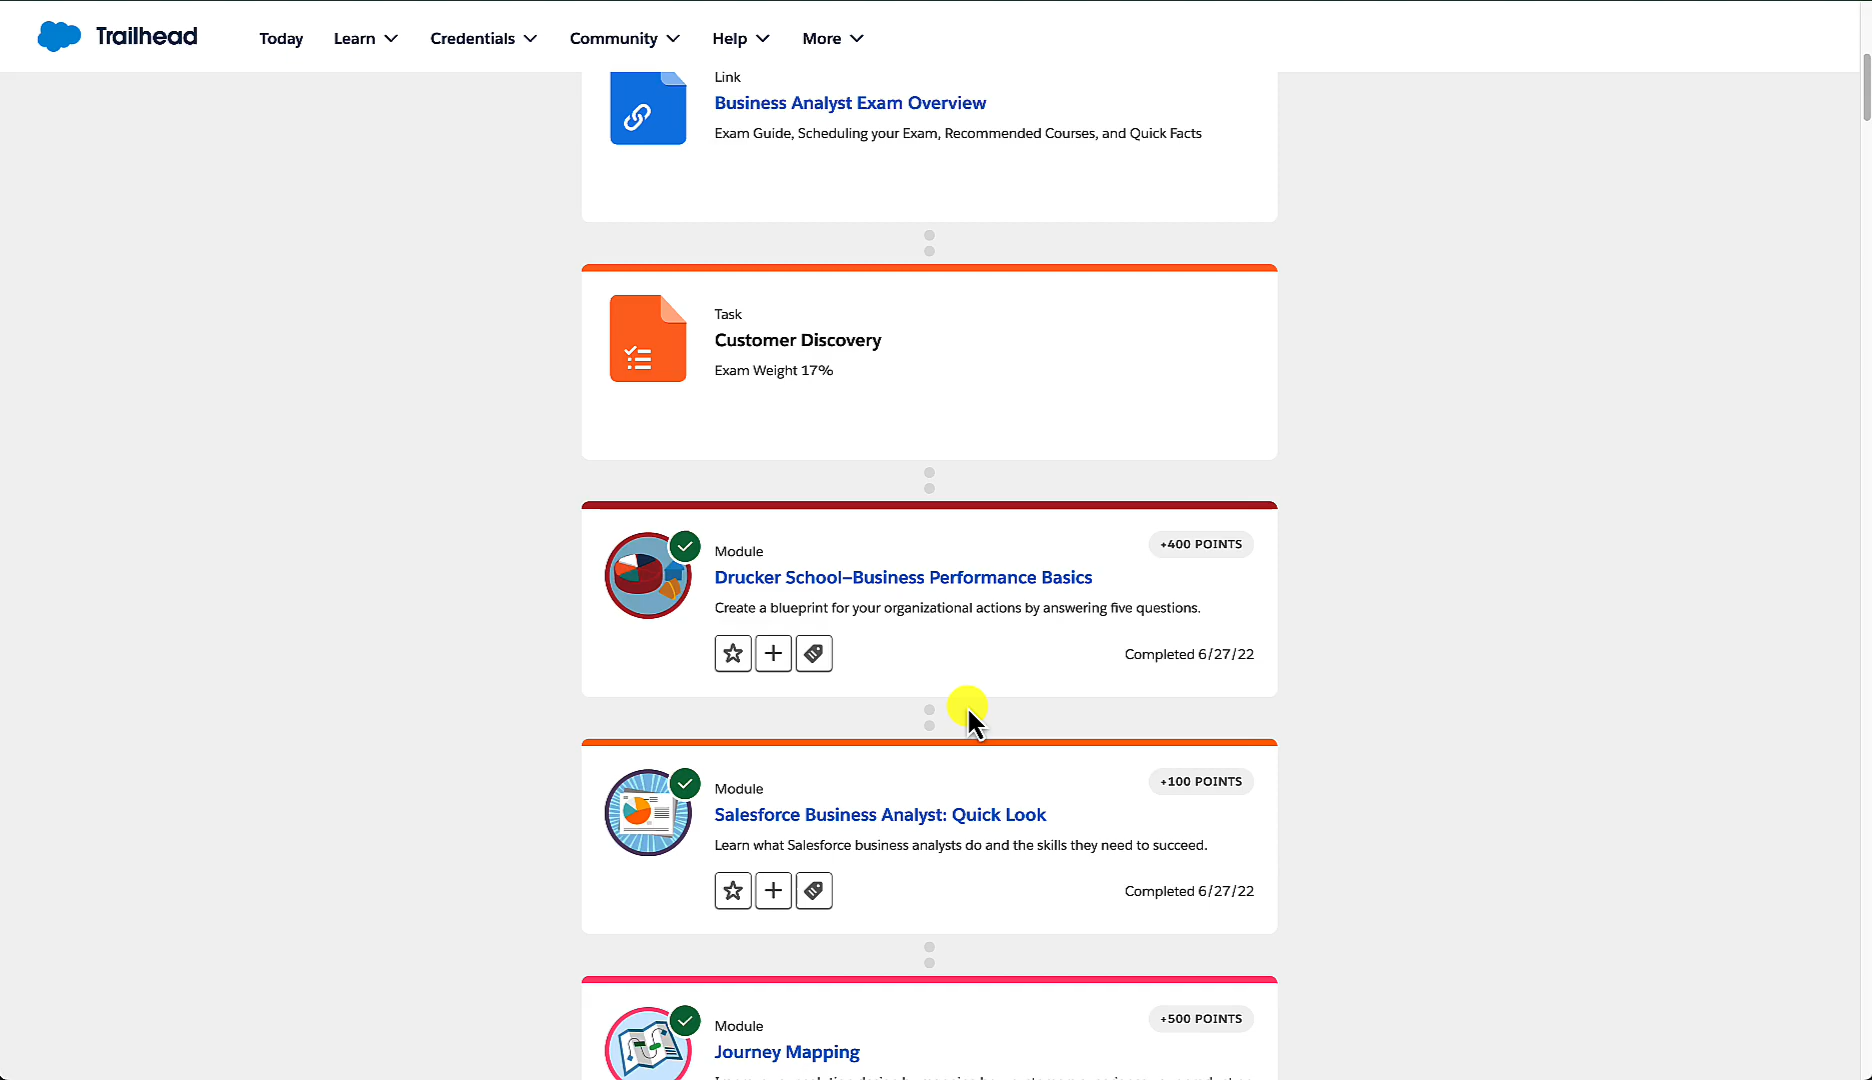 Trailhead
Today Learn Credentials Community Help More
Link
Business Analyst Exam Overview
Exam Guide, Scheduling your Exam, Recommended Courses, and Quick Facts
Task
Customer Discovery
Exam Weight 17%
+400 POINTS
Module
Drucker School–Business Performance Basics
Create a blueprint for your organizational actions by answering five questions.
Completed 6/27/22
+100 POINTS
Module
Salesforce Business Analyst: Quick Look
Learn what Salesforce business analysts do and the skills they need to succeed.
Completed 6/27/22
+500 POINTS
Module
Journey Mapping